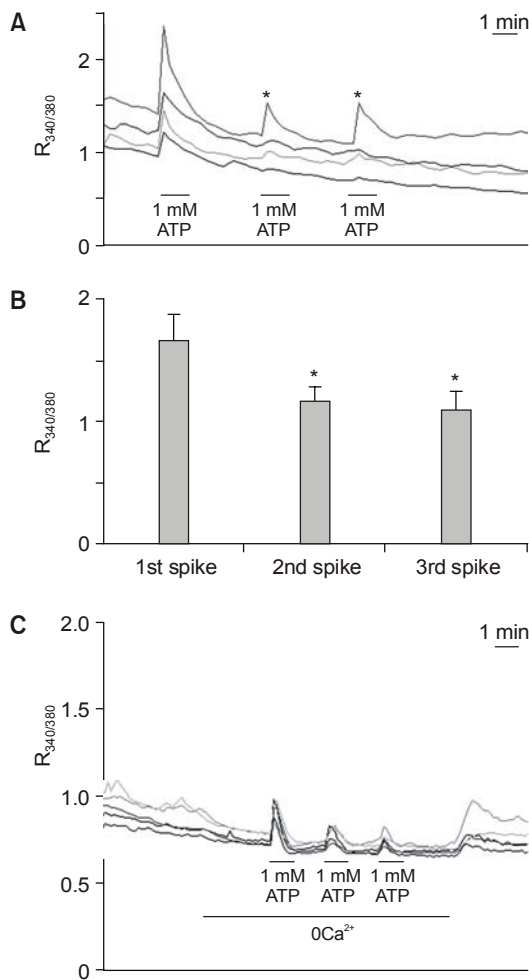 A
1 min
R340/380
2
1
0
* *
1 mM 1 mM 1 mM
ATP ATP ATP
B
R340/380
2
1
0
* *
1st spike 2nd spike 3rd spike
C
1 min
R340/380
2.0
1.5
1.0
0.5
0
1 mM 1 mM 1 mM
ATP ATP ATP
0Ca²⁺